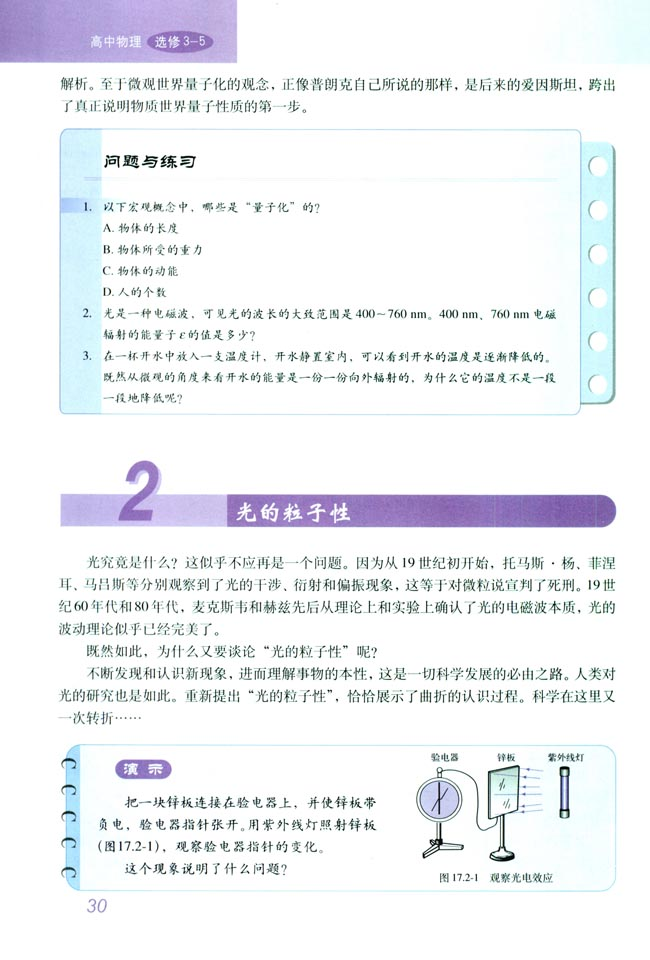 高中物理 选修3-5
解析。至于微观世界量子化的观念，正像普朗克自己所说的那样，是后来的爱因斯坦，跨出
了真正说明物质世界量子性质的第一步。
问题与练习
1. 以下宏观概念中，哪些是“量子化”的？
A. 物体的长度
B. 物体所受的重力
C. 物体的动能
D. 人的个数
2. 光是一种电磁波，可见光的波长的大致范围是400～760 nm。400 nm、760 nm 电磁
辐射的能量子ε的值是多少？
3. 在一杯开水中放入一支温度计，开水静置室内，可以看到开水的温度是逐渐降低的。
既然从微观的角度来看开水的能量是一份一份向外辐射的，为什么它的温度不是一段
一段地降低呢？
2 光的粒子性
光究竟是什么？这似乎不应再是一个问题。因为从19世纪初开始，托马斯·杨、菲涅
耳、马吕斯等分别观察到了光的干涉、衍射和偏振现象，这等于对微粒说宣判了死刑。19世
纪60年代和80年代，麦克斯韦和赫兹先后从理论上和实验上确认了光的电磁波本质，光的
波动理论似乎已经完美了。
既然如此，为什么又要谈论“光的粒子性”呢？
不断发现和认识新现象，进而理解事物的本性，这是一切科学发展的必由之路。人类对
光的研究也是如此。重新提出“光的粒子性”，恰恰展示了曲折的认识过程。科学在这里又
一次转折……
演示
把一块锌板连接在验电器上，并使锌板带
负电，验电器指针张开。用紫外线灯照射锌板
(图17.2-1)，观察验电器指针的变化。
这个现象说明了什么问题？
验电器 锌板 紫外线灯
图 17.2-1 观察光电效应
30